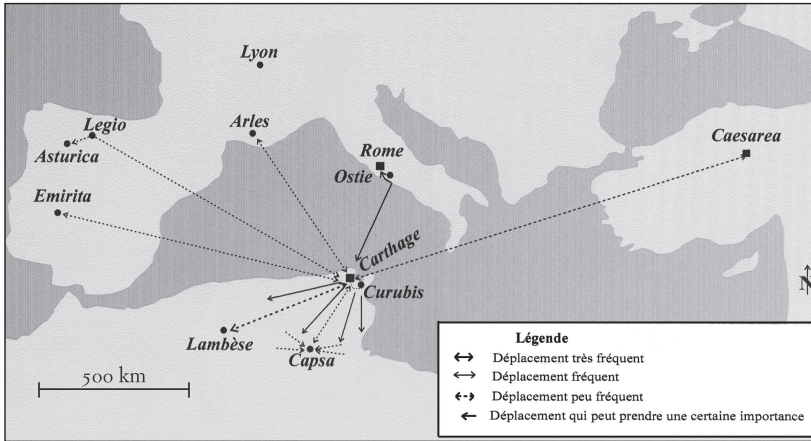 Lyon
Legio
Arles
Asturica
Rome
Caesarea
Ostie
Emirita
Carthage
Curubis
N
Lambèse
Capsa
500 km
Légende
Déplacement très fréquent
Déplacement fréquent
Déplacement peu fréquent
Déplacement qui peut prendre une certaine importance